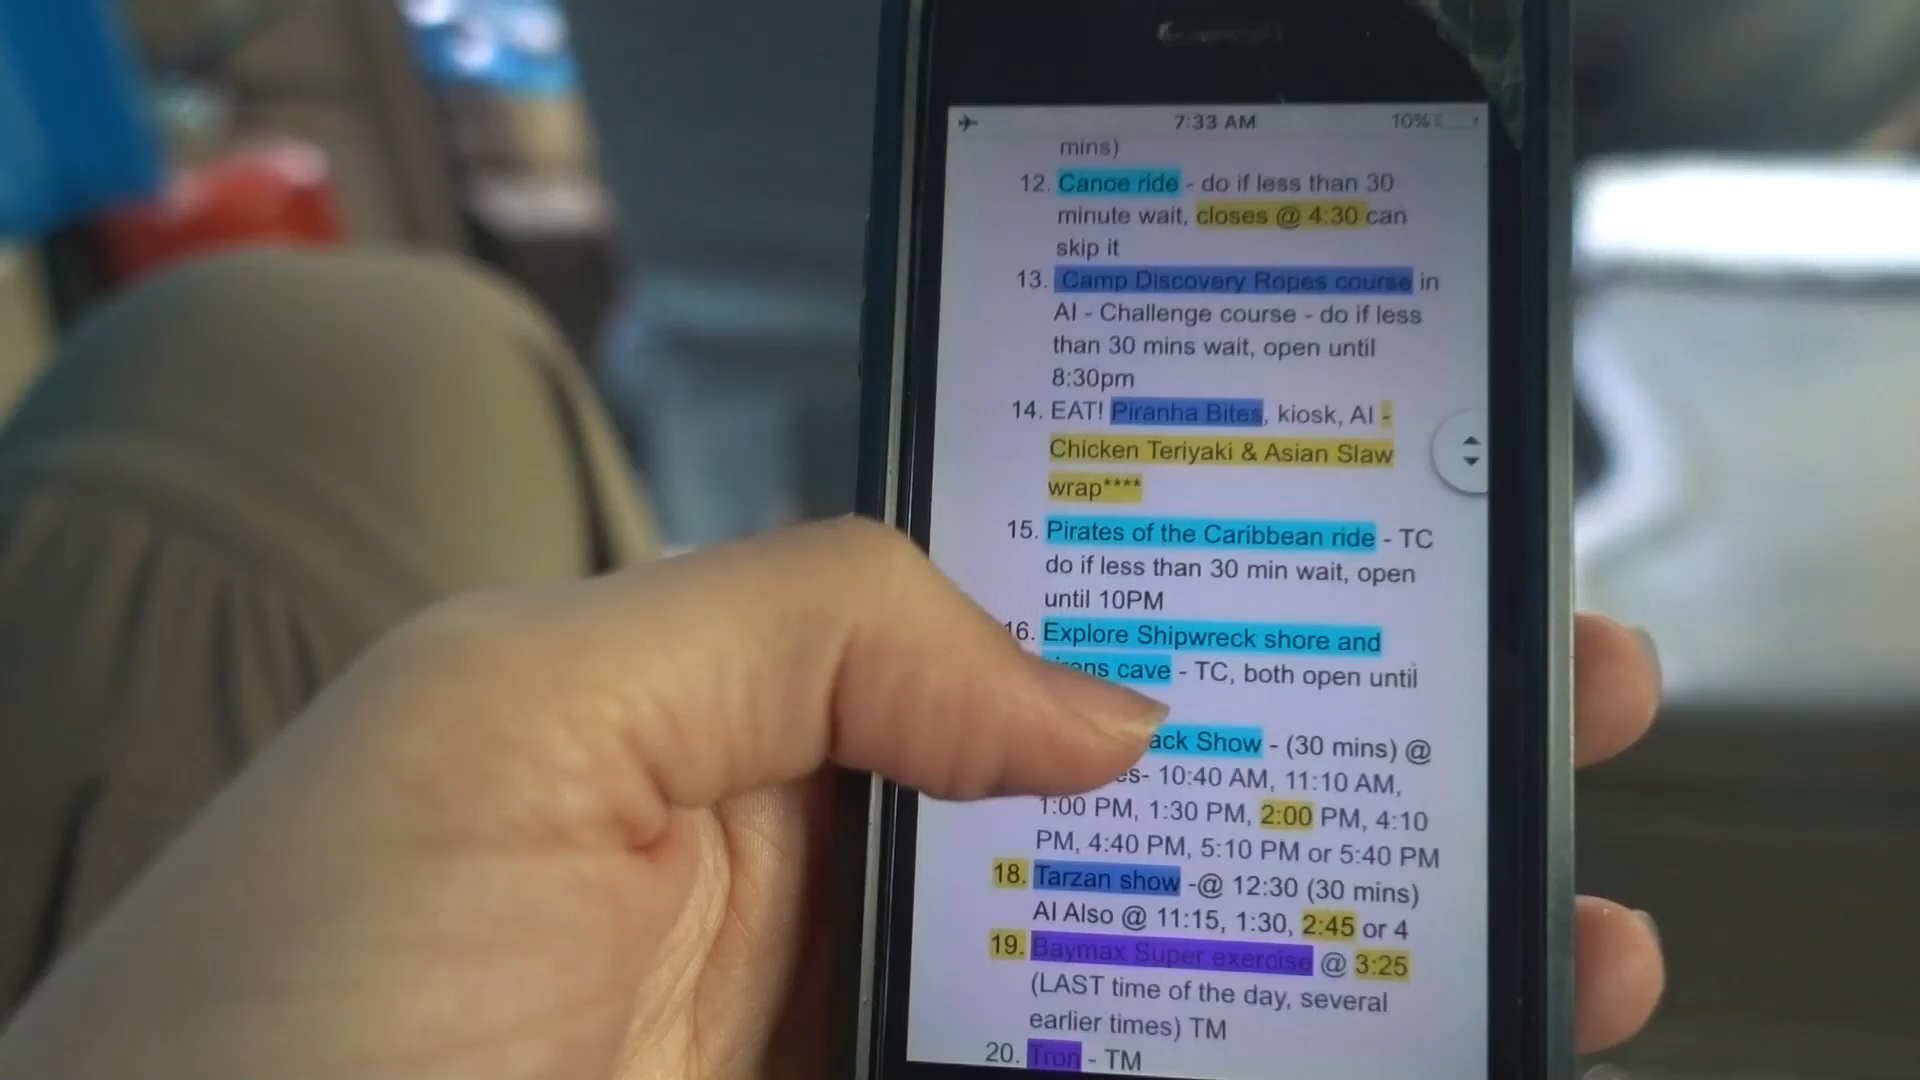 7:33 AM 10%
mins)
12. Canoe ride - do if less than 30
minute wait, closes @ 4:30 can
skip it
13. Camp Discovery Ropes course in
AI - Challenge course - do if less
than 30 mins wait, open until
8:30pm
14. EAT! Piranha Bites, kiosk, AI -
Chicken Teriyaki & Asian Slaw
wrap****
15. Pirates of the Caribbean ride - TC
do if less than 30 min wait, open
until 10PM
16. Explore Shipwreck shore and
cave - TC, both open until
Show - (30 mins) @
10:40 AM, 11:10 AM,
1:00 PM, 1:30 PM, 2:00 PM, 4:10
PM, 4:40 PM, 5:10 PM or 5:40 PM
18. Tarzan show -@ 12:30 (30 mins)
AI Also @ 11:15, 1:30, 2:45 or 4
19. Baymax Super exercise @ 3:25
(LAST time of the day, several
earlier times) TM
20. Tron - TM